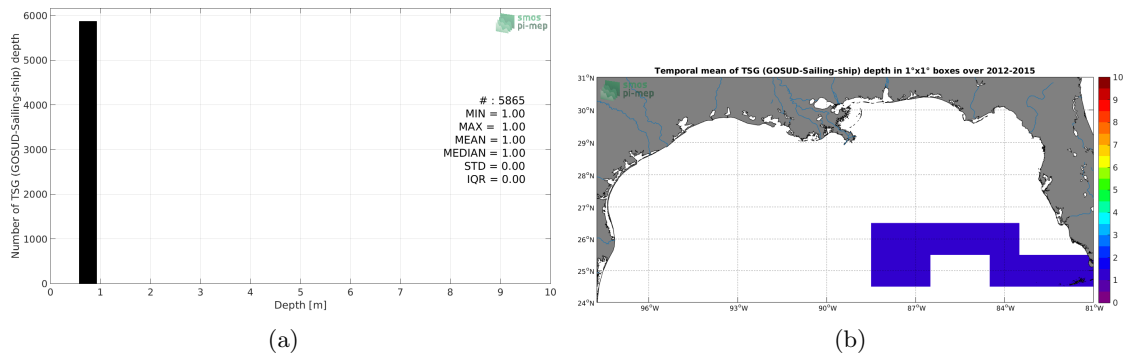 smos
pi-mep
6000
5000
4000
3000
2000
1000
0
Number of TSG (GOSUD-Sailing-ship) depth
# : 5865
MIN = 1.00
MAX = 1.00
MEAN = 1.00
MEDIAN = 1.00
STD = 0.00
IQR = 0.00
0 1 2 3 4 5 6 7 8 9 10
Depth [m]
(a)
Temporal mean of TSG (GOSUD-Sailing-ship) depth in 1°x1° boxes over 2012-2015
smos
pi-mep
31°N
30°N
29°N
28°N
27°N
26°N
25°N
24°N
96°W 93°W 90°W 87°W 84°W 81°W
10
9
8
7
6
5
4
3
2
1
0
(b)